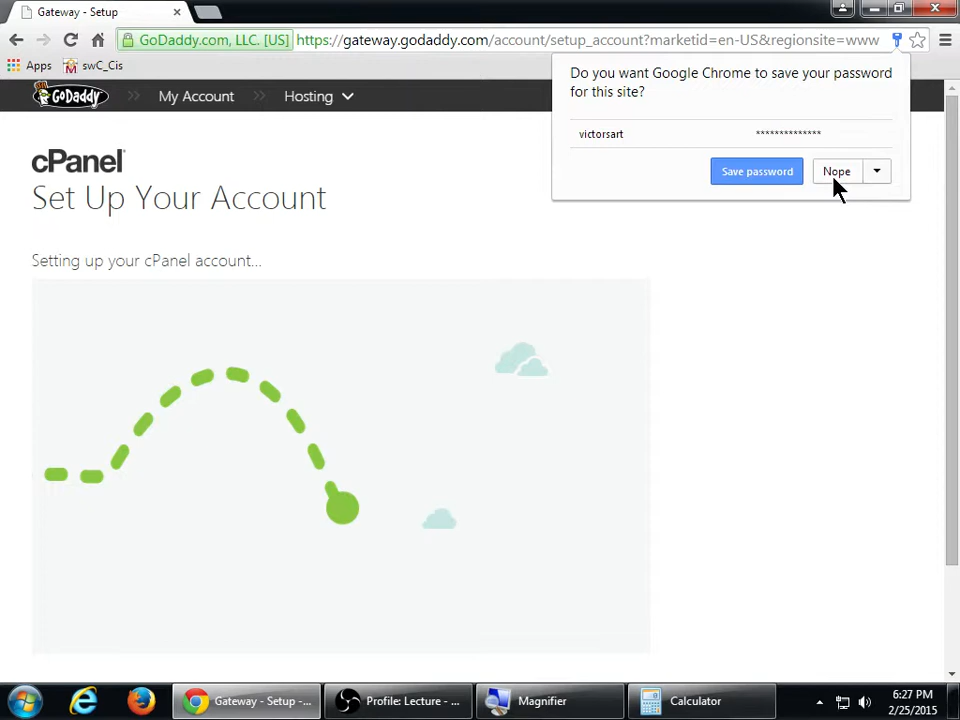 Gateway - Setup
GoDaddy.com, LLC. [US] https://gateway.godaddy.com/account/setup_account?marketid=en-US&regionsite=www
Apps swC_Cis
Do you want Google Chrome to save your password
for this site?
victorsart **************
Save password Nope
GoDaddy My Account Hosting
cPanel
Set Up Your Account
Setting up your cPanel account...
Gateway - Setup -... Profile: Lecture - ... Magnifier Calculator
6:27 PM
2/25/2015